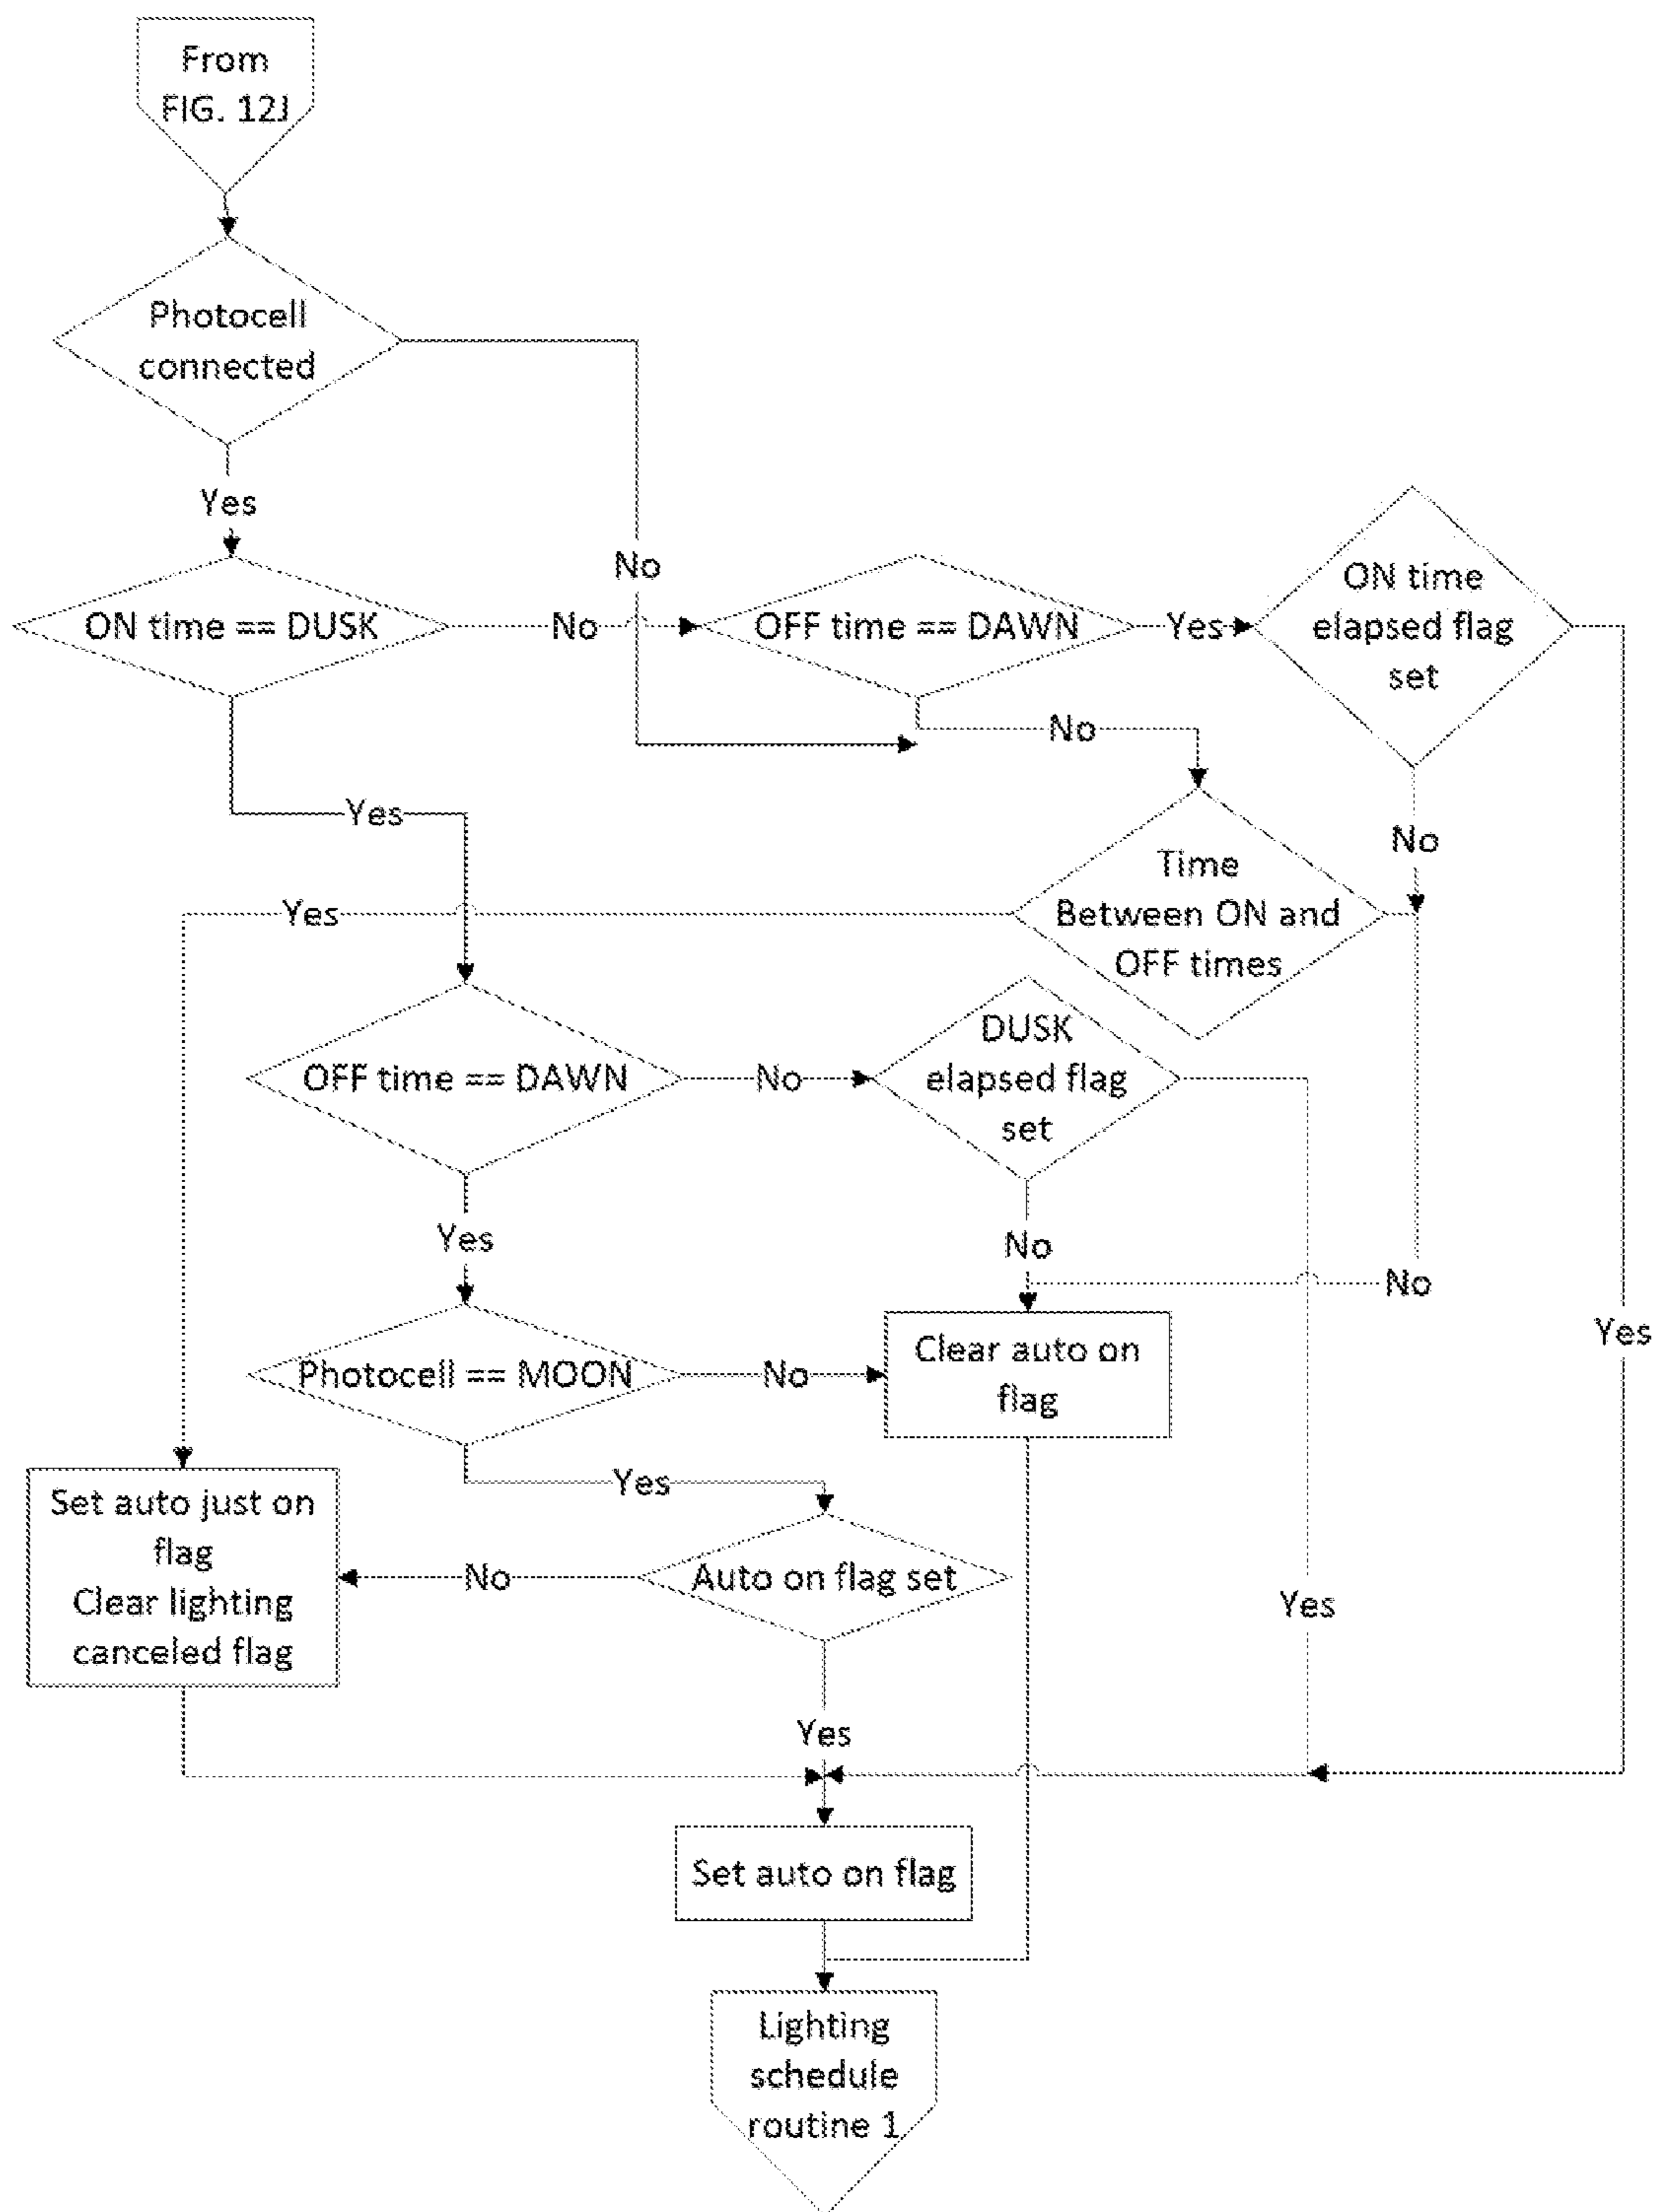 From
FIG. 12J
Photocell
connected
Yes
No
ON time == DUSK
No
OFF time == DAWN
Yes
ON time
elapsed flag
set
No
No
Yes
Time
Between ON and
OFF times
Yes
OFF time == DAWN
No
DUSK
elapsed flag
set
Yes
No
No
Yes
Photocell == MOON
No
Clear auto on
flag
Yes
Set auto just on
flag
Clear lighting
canceled flag
No
Auto on flag set
Yes
Yes
Set auto on flag
Lighting
schedule
routine 1